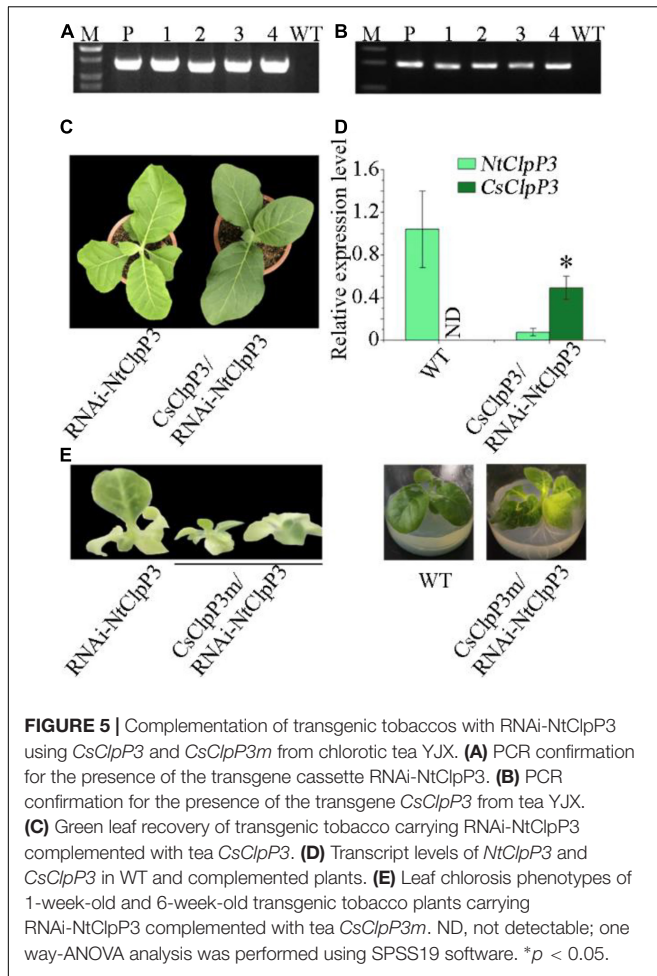 A M P 1 2 3 4 WT
B M P 1 2 3 4 WT
C
RNAi-NtClpP3
CsClpP3/
RNAi-NtClpP3
D
NtClpP3
CsClpP3
Relative expression level
1.6
1.2
0.8
0.4
0
ND
*
WT
CsClpP3/
RNAi-NtClpP3
E
RNAi-NtClpP3
CsClpP3m/
RNAi-NtClpP3
WT
CsClpP3m/
RNAi-NtClpP3
FIGURE 5 | Complementation of transgenic tobaccos with RNAi-NtClpP3
using CsClpP3 and CsClpP3m from chlorotic tea YJX. (A) PCR confirmation
for the presence of the transgene cassette RNAi-NtClpP3. (B) PCR
confirmation for the presence of the transgene CsClpP3 from tea YJX.
(C) Green leaf recovery of transgenic tobacco carrying RNAi-NtClpP3
complemented with tea CsClpP3. (D) Transcript levels of NtClpP3 and
CsClpP3 in WT and complemented plants. (E) Leaf chlorosis phenotypes of
1-week-old and 6-week-old transgenic tobacco plants carrying
RNAi-NtClpP3 complemented with tea CsClpP3m. ND, not detectable; one
way-ANOVA analysis was performed using SPSS19 software. *p < 0.05.